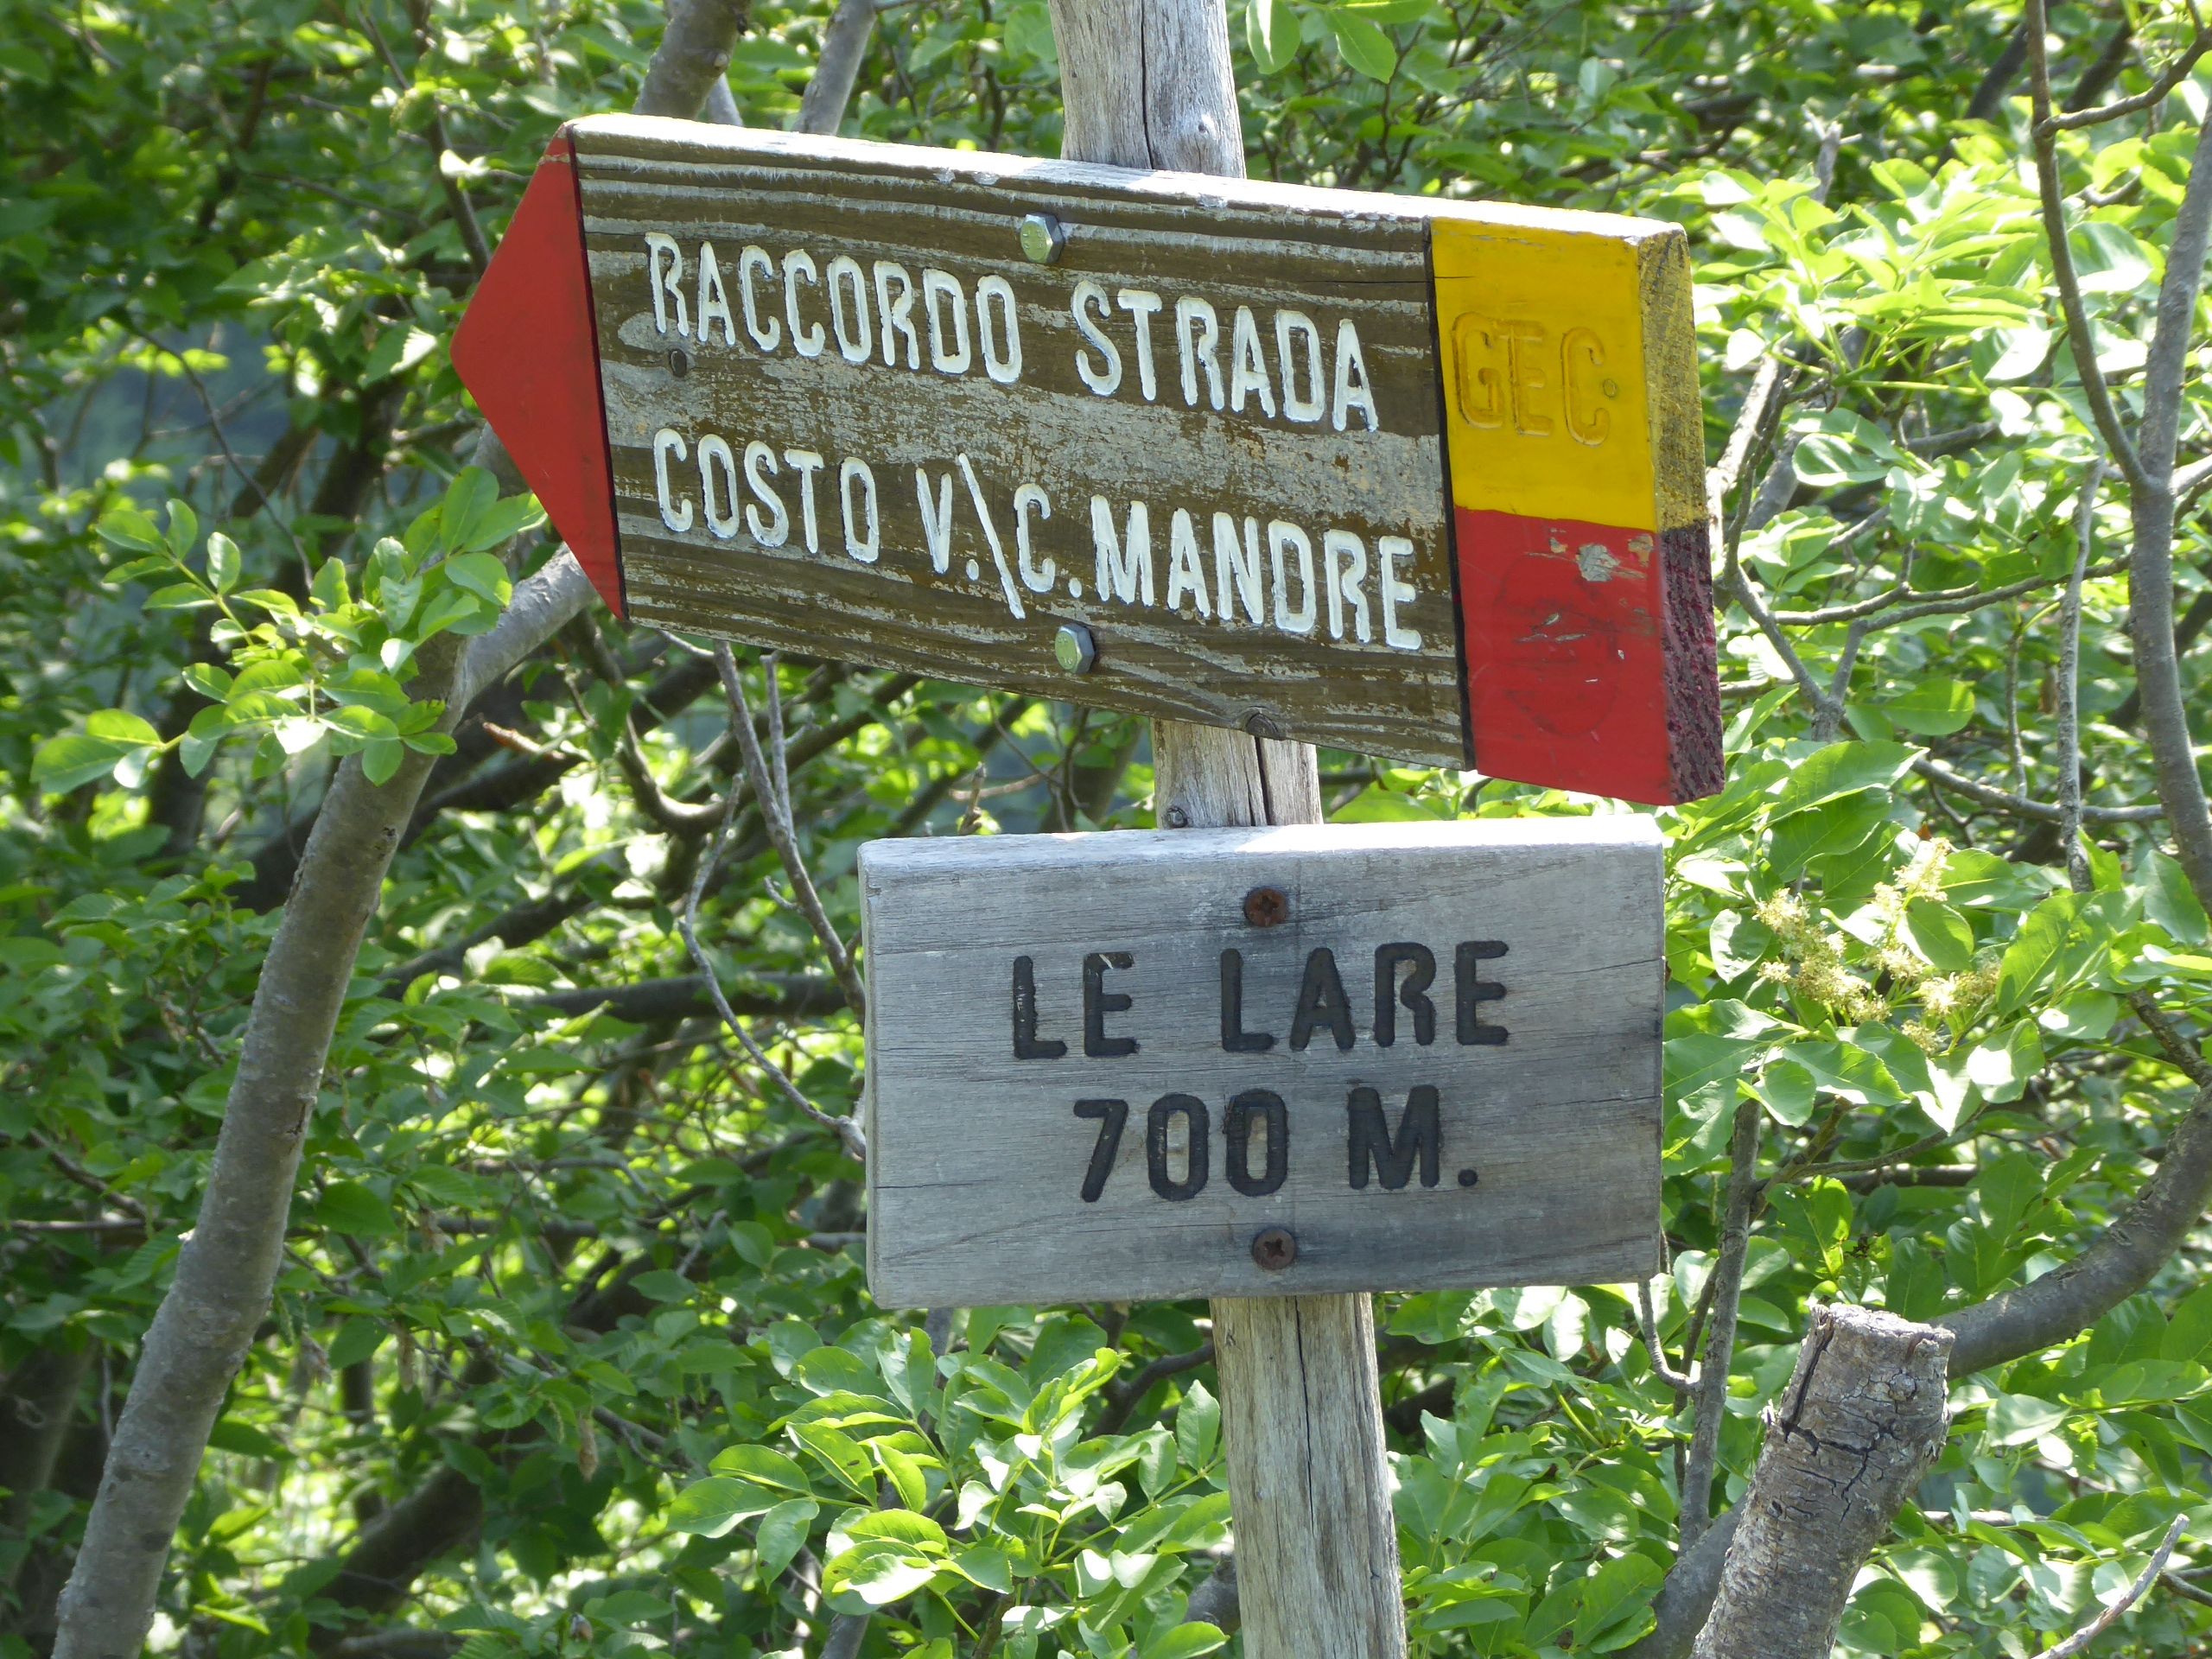 RACCORDO STRADA
COSTO V.\C.MANDRE
GEC
LE LARE
700 M.